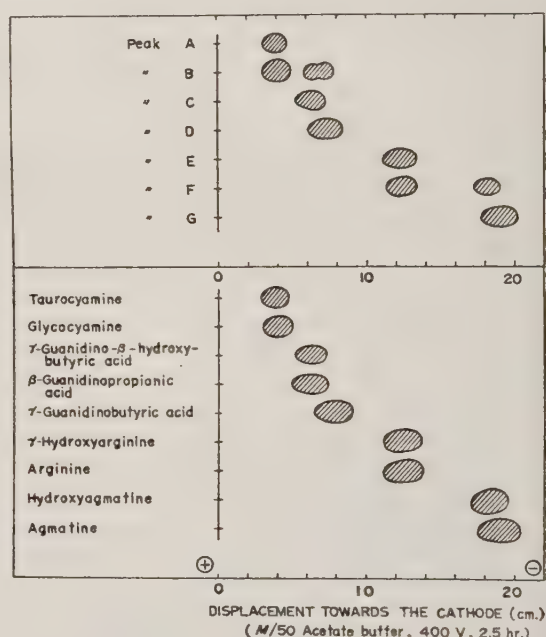 Peak A
〃 B
〃 C
〃 D
〃 E
〃 F
〃 G
0 10 20
Taurocyamine
Glycocyamine
γ-Guanidino-β-hydroxy-
butyric acid
β-Guanidinopropionic
acid
γ-Guanidinobutyric acid
γ-Hydroxyarginine
Arginine
Hydroxyagmatine
Agmatine
⊕ ⊖
0 10 20
DISPLACEMENT TOWARDS THE CATHODE (cm.)
(M/50 Acetate buffer, 400 V, 2.5 hr.)